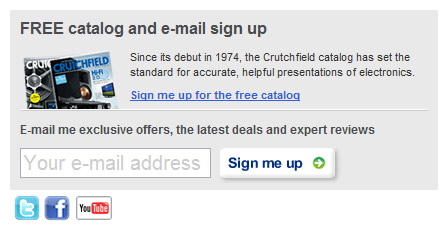 FREE catalog and e-mail sign up
CRUTCHFIELD
Since its debut in 1974, the Crutchfield catalog has set the
standard for accurate, helpful presentations of electronics.
Sign me up for the free catalog
E-mail me exclusive offers, the latest deals and expert reviews
Your e-mail address
Sign me up
t
f
YouTube